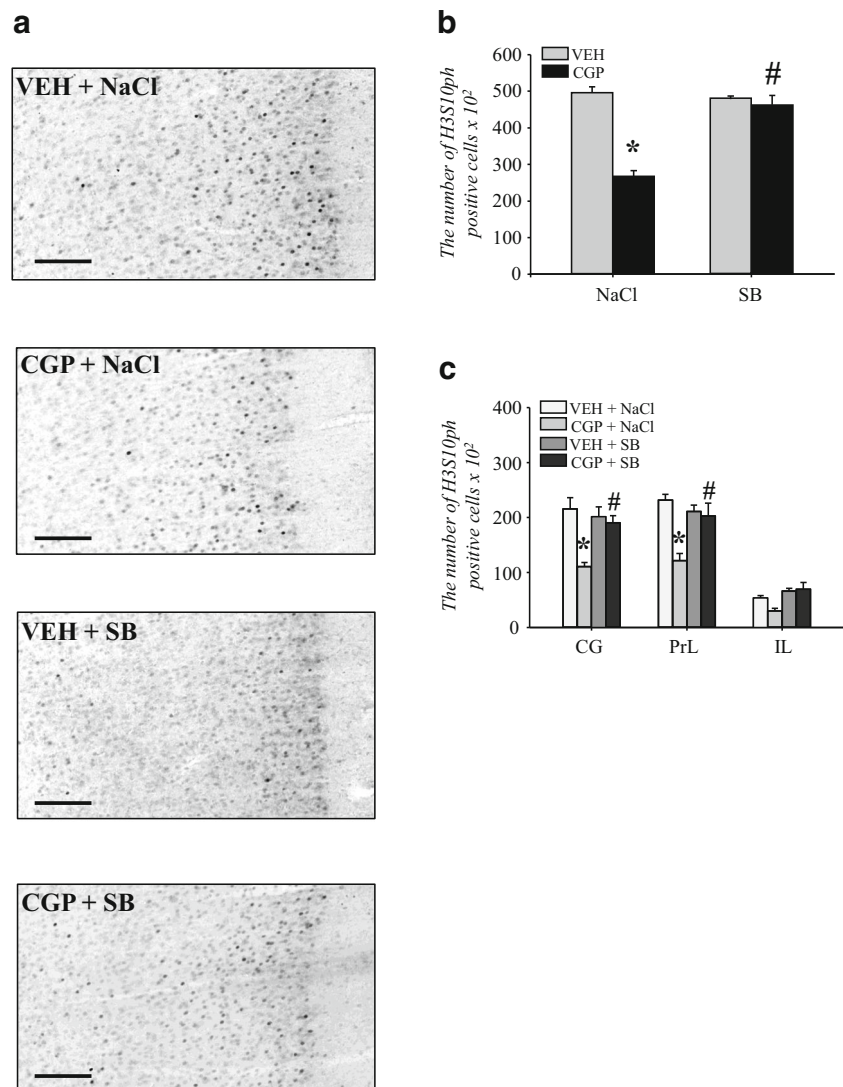 a
VEH + NaCl
CGP + NaCl
VEH + SB
CGP + SB
b
The number of H3S10ph
positive cells x 10²
600
500
400
300
200
100
0
VEH
CGP
*
#
NaCl
SB
c
The number of H3S10ph
positive cells x 10²
400
300
200
100
0
VEH + NaCl
CGP + NaCl
VEH + SB
CGP + SB
*
#
*
#
CG
PrL
IL